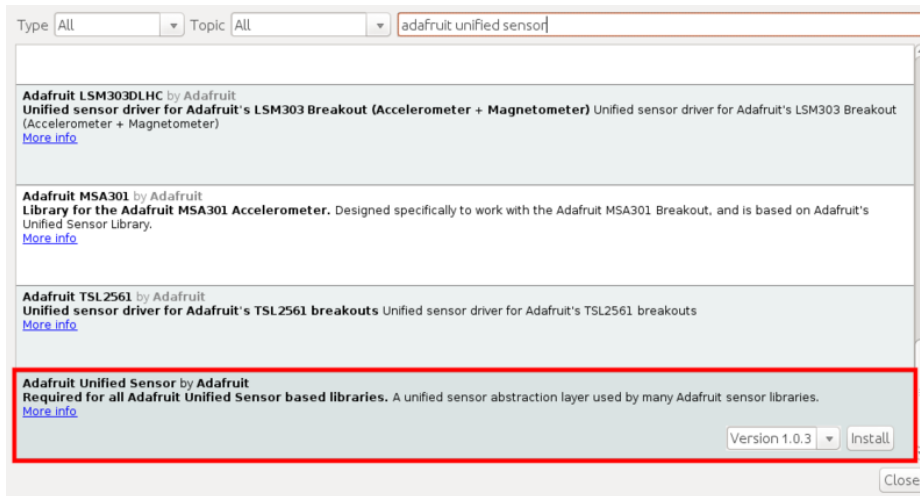 Type All Topic All adafruit unified sensor
Adafruit LSM303DLHC by Adafruit
Unified sensor driver for Adafruit's LSM303 Breakout (Accelerometer + Magnetometer) Unified sensor driver for Adafruit's LSM303 Breakout
(Accelerometer + Magnetometer)
More info
Adafruit MSA301 by Adafruit
Library for the Adafruit MSA301 Accelerometer. Designed specifically to work with the Adafruit MSA301 Breakout, and is based on Adafruit's
Unified Sensor Library.
More info
Adafruit TSL2561 by Adafruit
Unified sensor driver for Adafruit's TSL2561 breakouts Unified sensor driver for Adafruit's TSL2561 breakouts
More info
Adafruit Unified Sensor by Adafruit
Required for all Adafruit Unified Sensor based libraries. A unified sensor abstraction layer used by many Adafruit sensor libraries.
More info
Version 1.0.3 Install
Close